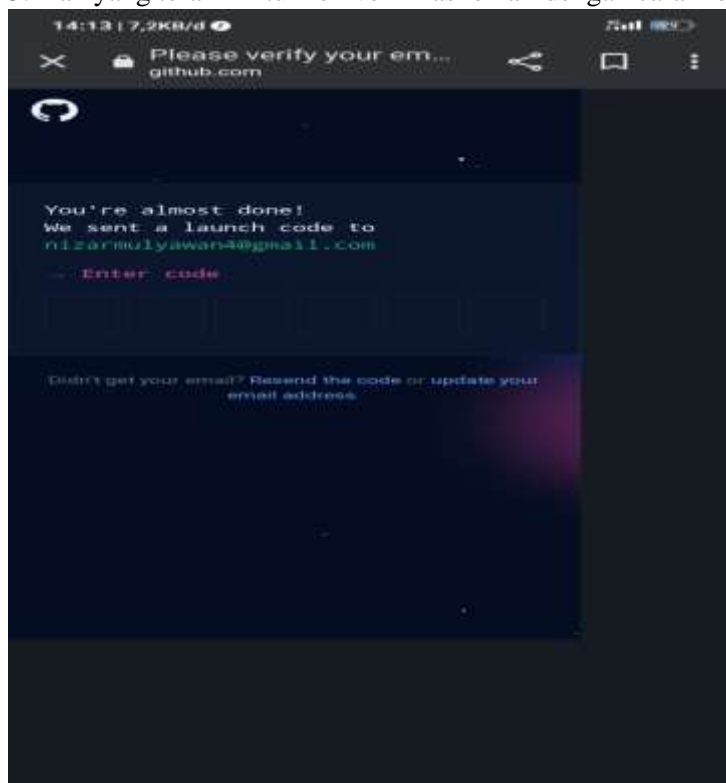 14:13 | 7,2KB/d
Please verify your em...
github.com
You're almost done!
We sent a launch code to
nizarmulyawan4@gmail.com
Enter code
Didn't get your email? Resend the code or update your
email address